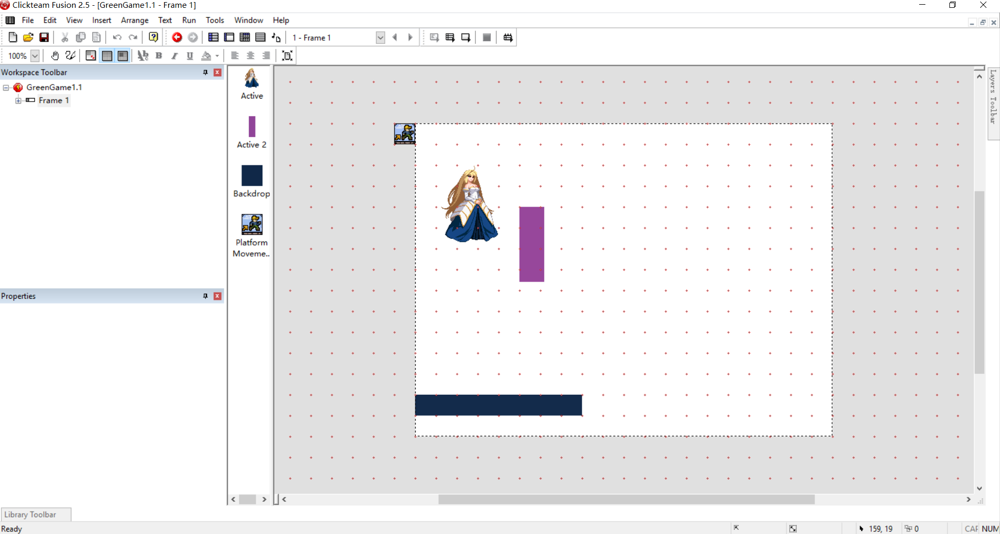 Clickteam Fusion 2.5 - [GreenGame1.1 - Frame 1]
File Edit View Insert Arrange Text Run Tools Window Help
1 - Frame 1
100%
B I U
Workspace Toolbar
GreenGame1.1
Frame 1
Properties
Active
Active 2
Backdrop
Platform
Moveme..
Layers Toolbar
Library Toolbar
Ready
159, 19
0
CAF NUM